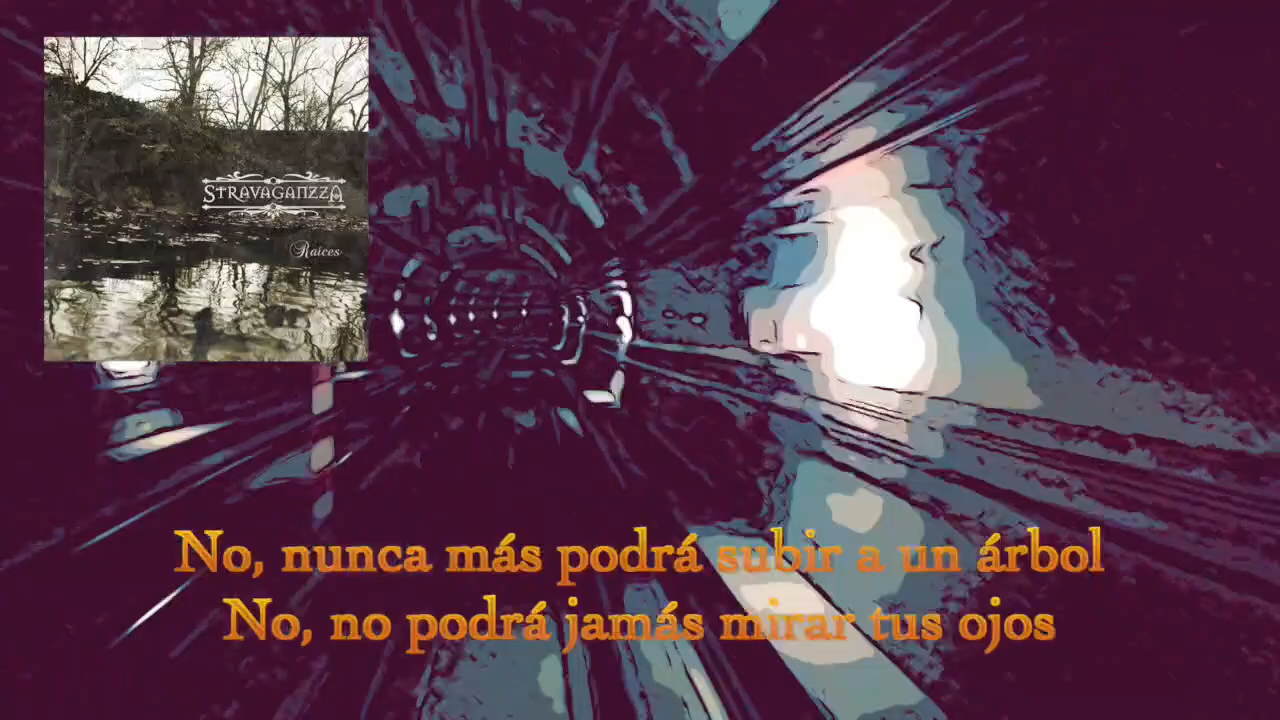 STRAVAGANZZA
Raíces
No, nunca más podrá subir a un árbol
No, no podrá jamás mirar tus ojos